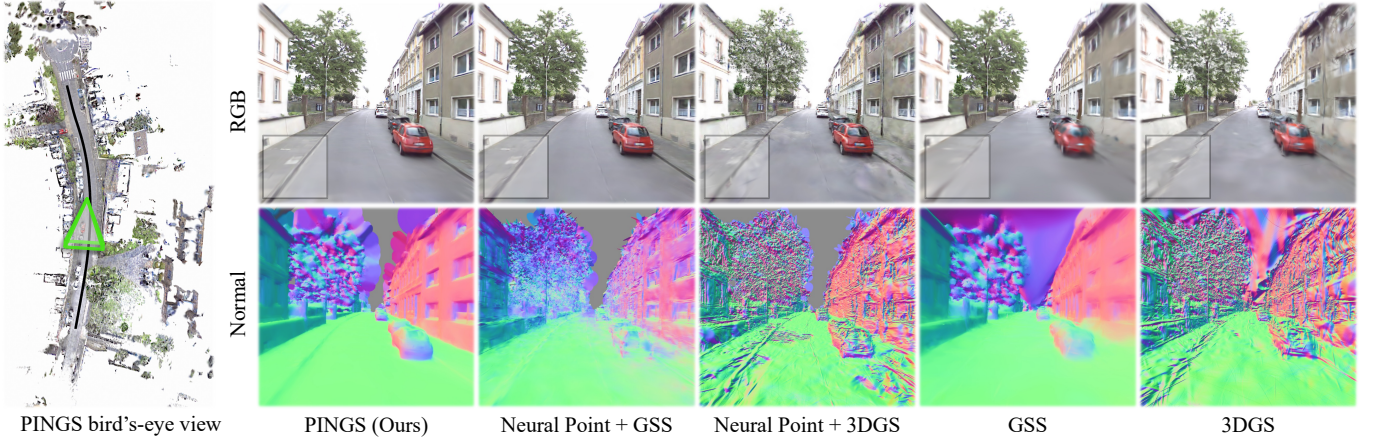 RGB
Normal
PINGS bird's-eye view
PINGS (Ours)
Neural Point + GSS
Neural Point + 3DGS
GSS
3DGS